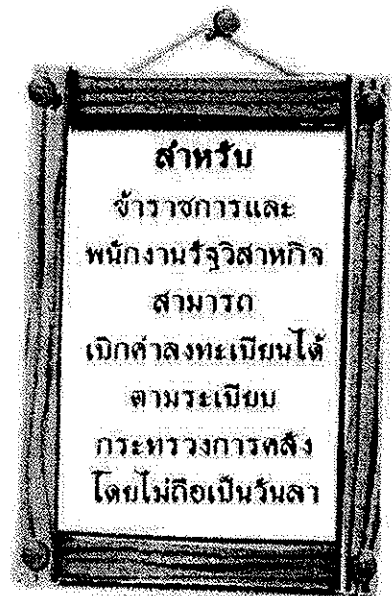 สำหรับ
ข้าราชการและ
พนักงานรัฐวิสาหกิจ
สามารถ
เบิกค่าลงทะเบียนได้
ตามระเบียบ
กระทรวงการคลัง
โดยไม่ถือเป็นวันลา